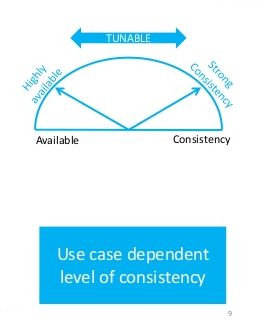 TUNABLE
Highly
available
Strong
Consistency
Available
Consistency
Use case dependent
level of consistency
9